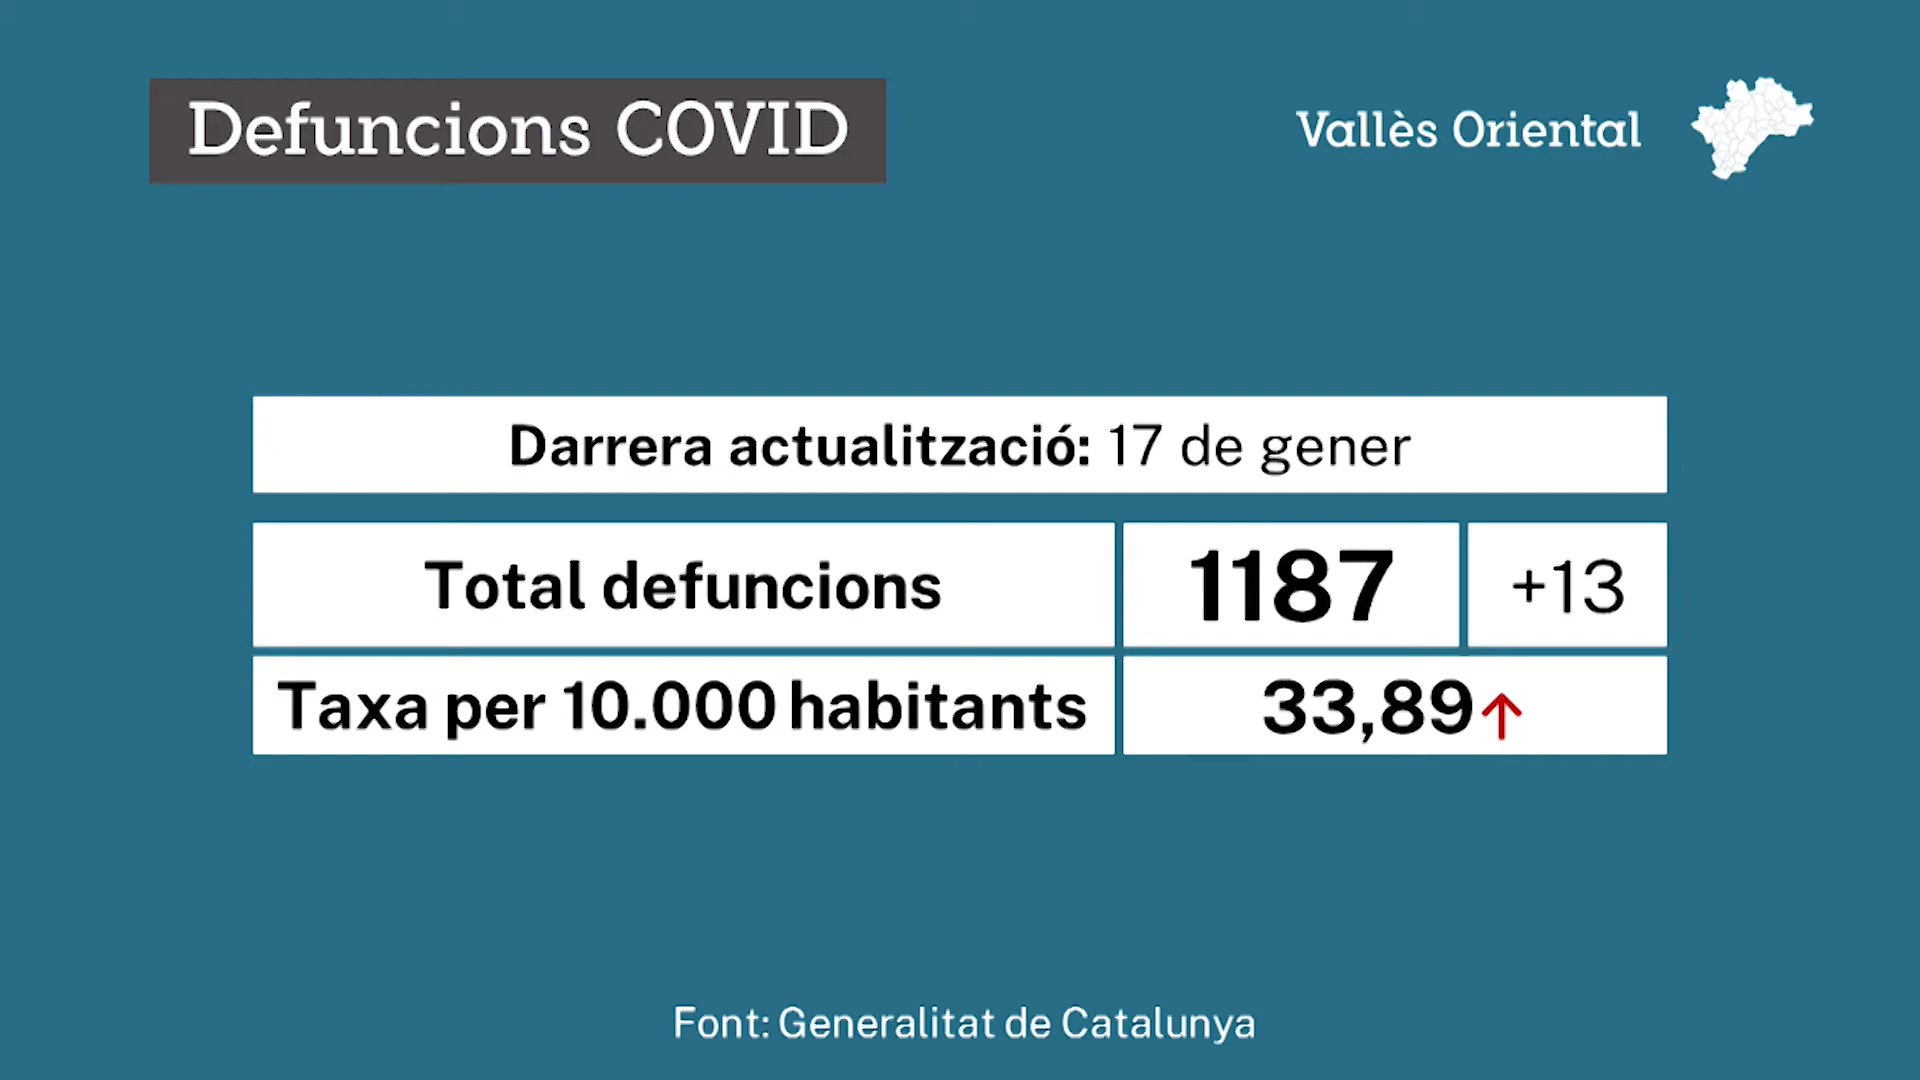 Defuncions COVID
Vallès Oriental
Darrera actualització: 17 de gener
Total defuncions 1187 +13
Taxa per 10.000 habitants 33,89↑
Font: Generalitat de Catalunya